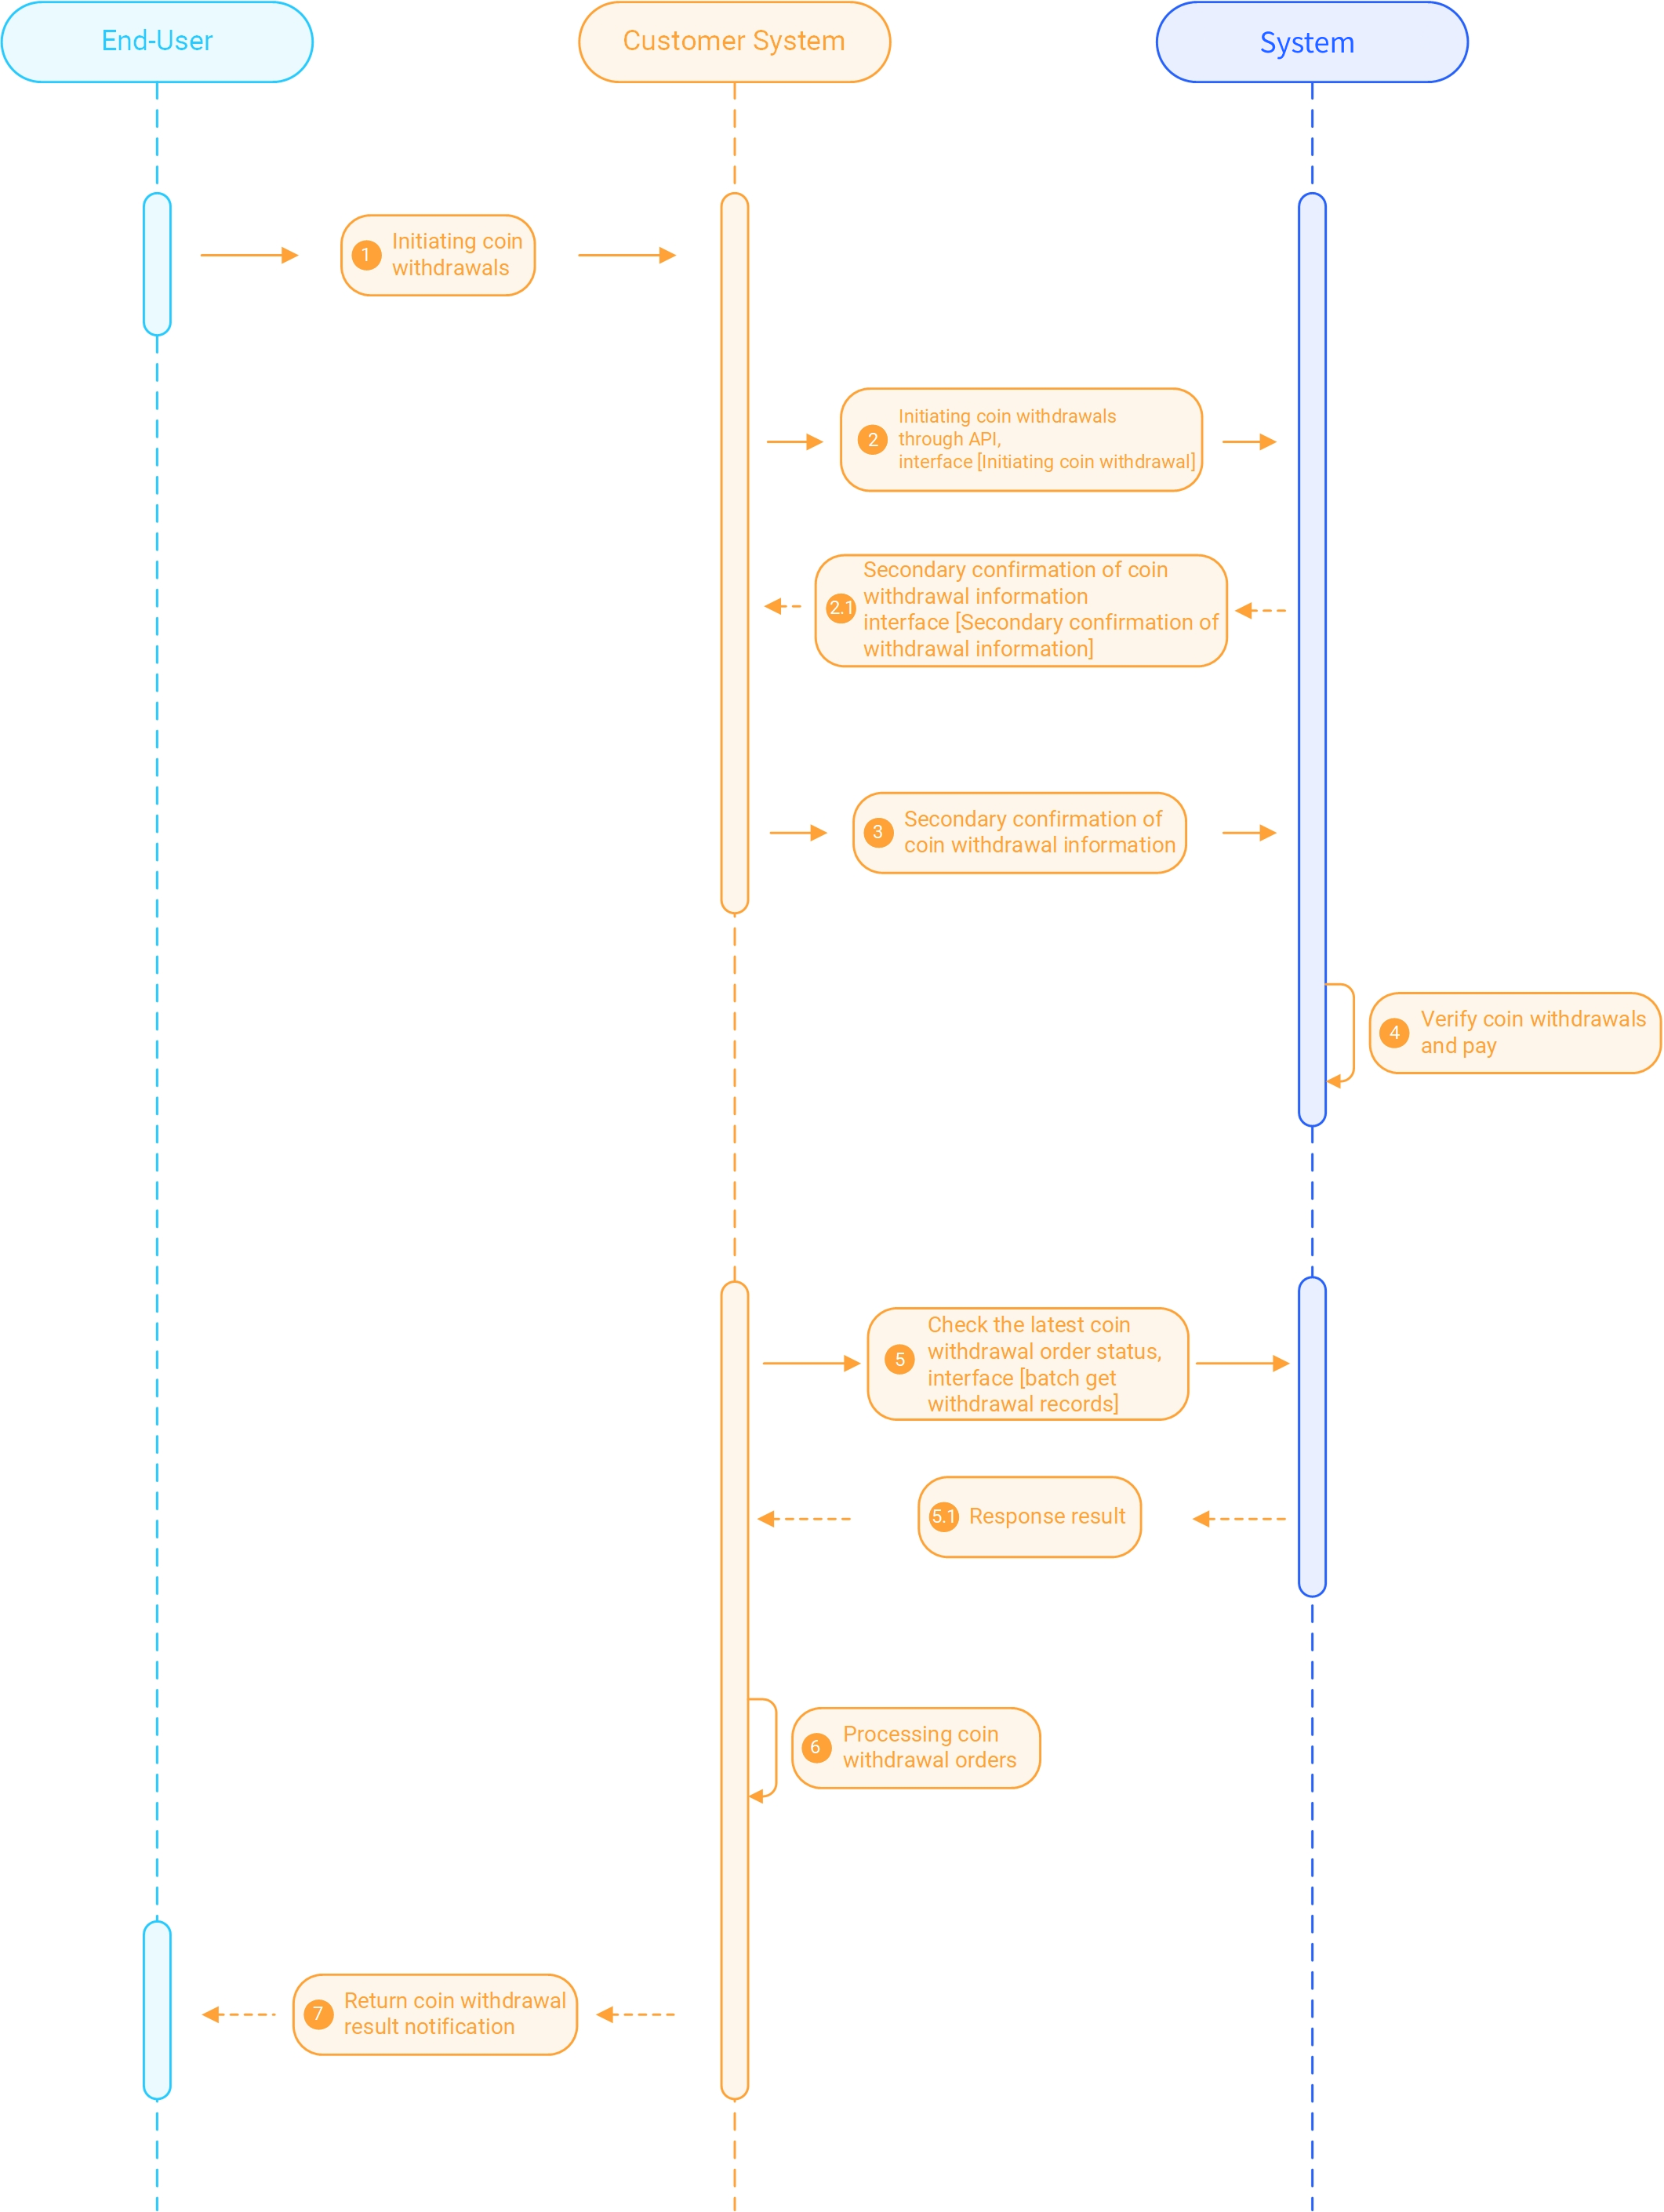 End-User
Customer System
System
1
Initiating coin
withdrawals
2
Initiating coin withdrawals
through API,
interface [Initiating coin withdrawal]
2.1
Secondary confirmation of coin
withdrawal information
interface [Secondary confirmation of
withdrawal information]
3
Secondary confirmation of
coin withdrawal information
4
Verify coin withdrawals
and pay
5
Check the latest coin
withdrawal order status,
interface [batch get
withdrawal records]
5.1
Response result
6
Processing coin
withdrawal orders
7
Return coin withdrawal
result notification